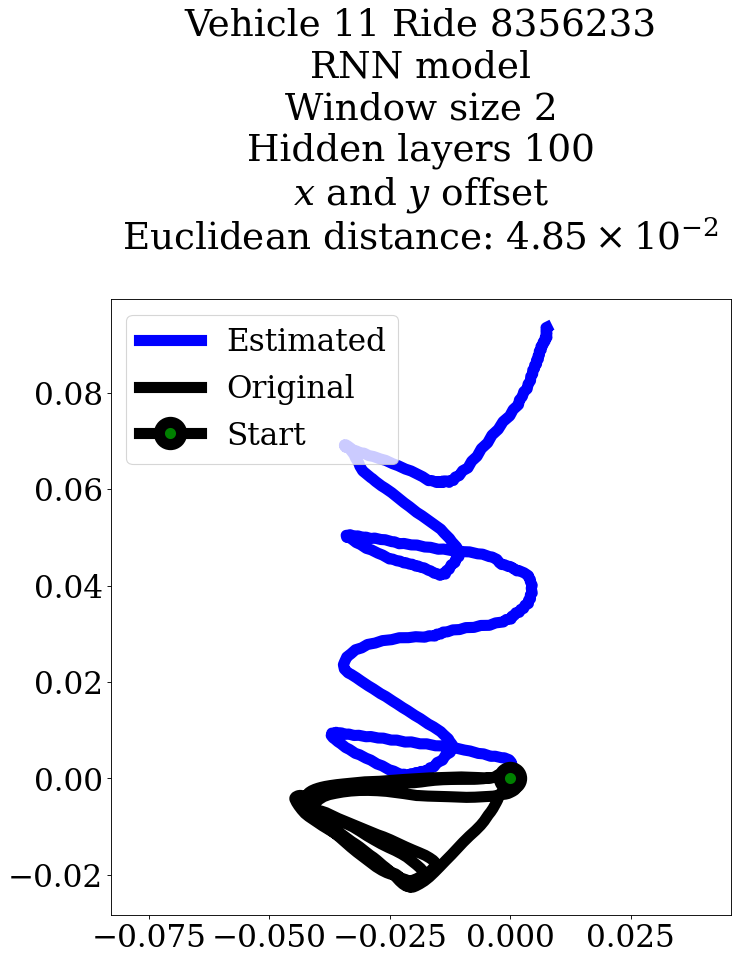 Vehicle 11 Ride 8356233
RNN model
Window size 2
Hidden layers 100
x and y offset
Euclidean distance: 4.85 × 10⁻²
Estimated
Original
Start
0.08
0.06
0.04
0.02
0.00
−0.02
−0.075 −0.050 −0.025 0.000 0.025